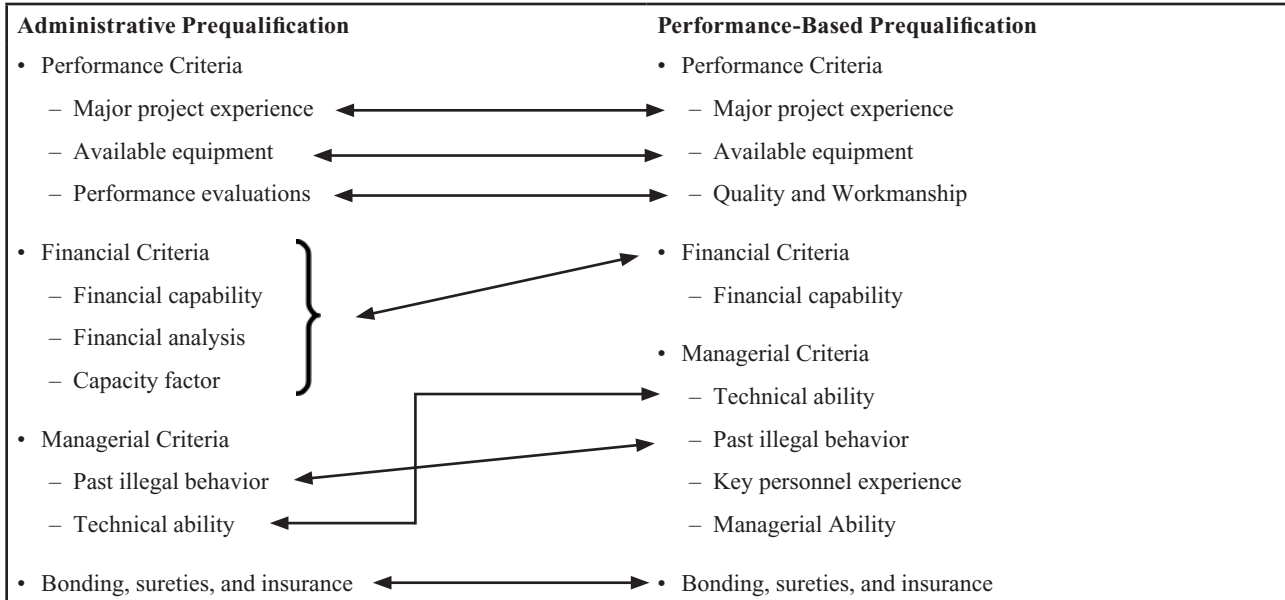 Administrative Prequalification
• Performance Criteria
– Major project experience
– Available equipment
– Performance evaluations
• Financial Criteria
– Financial capability
– Financial analysis
– Capacity factor
• Managerial Criteria
– Past illegal behavior
– Technical ability
• Bonding, sureties, and insurance
Performance-Based Prequalification
• Performance Criteria
– Major project experience
– Available equipment
– Quality and Workmanship
• Financial Criteria
– Financial capability
• Managerial Criteria
– Technical ability
– Past illegal behavior
– Key personnel experience
– Managerial Ability
• Bonding, sureties, and insurance